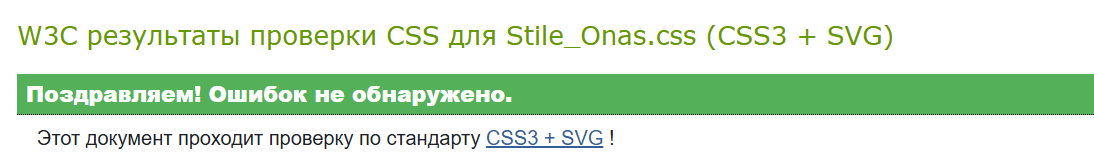 W3C результаты проверки CSS для Stile_Onas.css (CSS3 + SVG)
Поздравляем! Ошибок не обнаружено.
Этот документ проходит проверку по стандарту CSS3 + SVG !